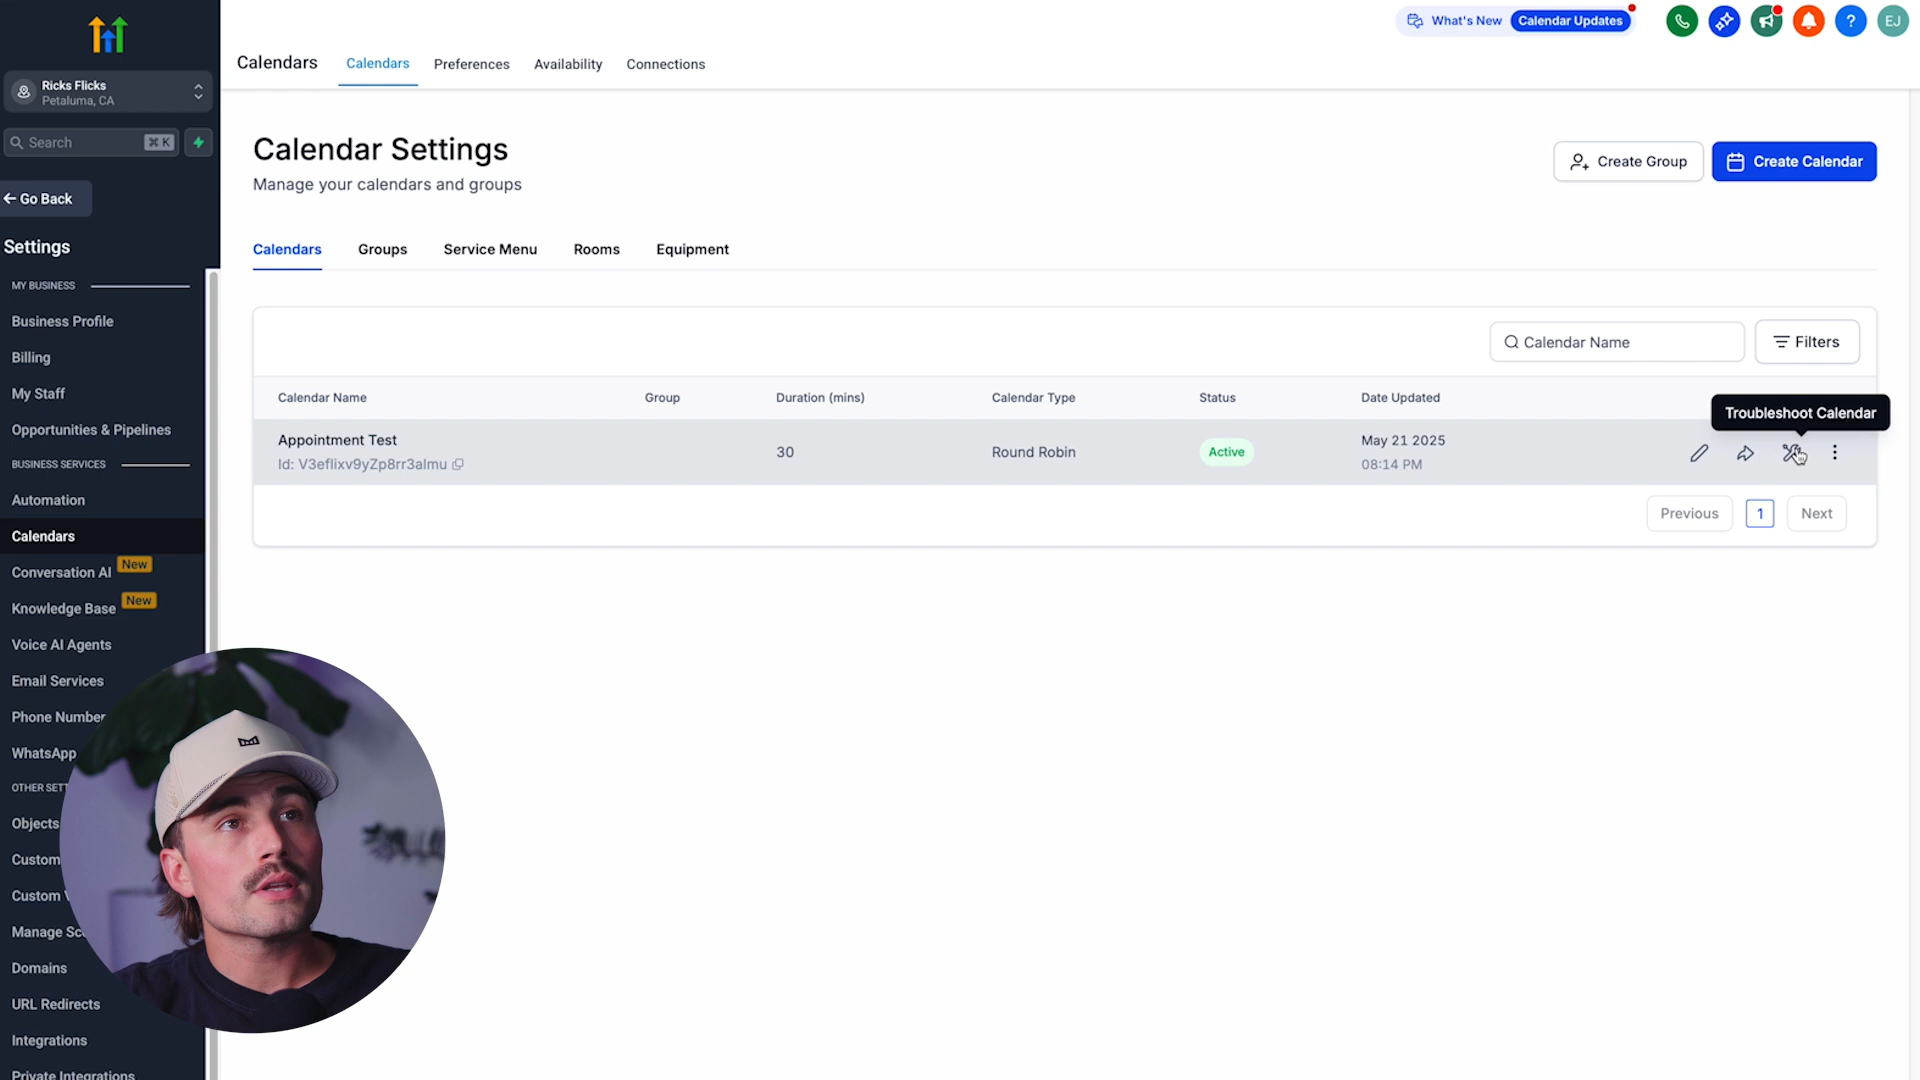 What's New
Calendar Updates
EJ
Ricks Flicks
Petaluma, CA
Search
⌘ K
Go Back
Settings
MY BUSINESS
Business Profile
Billing
My Staff
Opportunities & Pipelines
BUSINESS SERVICES
Automation
Calendars
Conversation AI New
Knowledge Base New
Voice AI Agents
Email Services
Phone Number
WhatsApp
OTHER SETT
Objects
Custom
Custom
Manage Sc
Domains
URL Redirects
Integrations
Private Integrations
Calendars
Calendars
Preferences
Availability
Connections
Calendar Settings
Manage your calendars and groups
Create Group
Create Calendar
Calendars
Groups
Service Menu
Rooms
Equipment
Calendar Name
Filters
Calendar Name
Group
Duration (mins)
Calendar Type
Status
Date Updated
Troubleshoot Calendar
Appointment Test
Id: V3eflixv9yZp8rr3almu
30
Round Robin
Active
May 21 2025
08:14 PM
Previous
1
Next